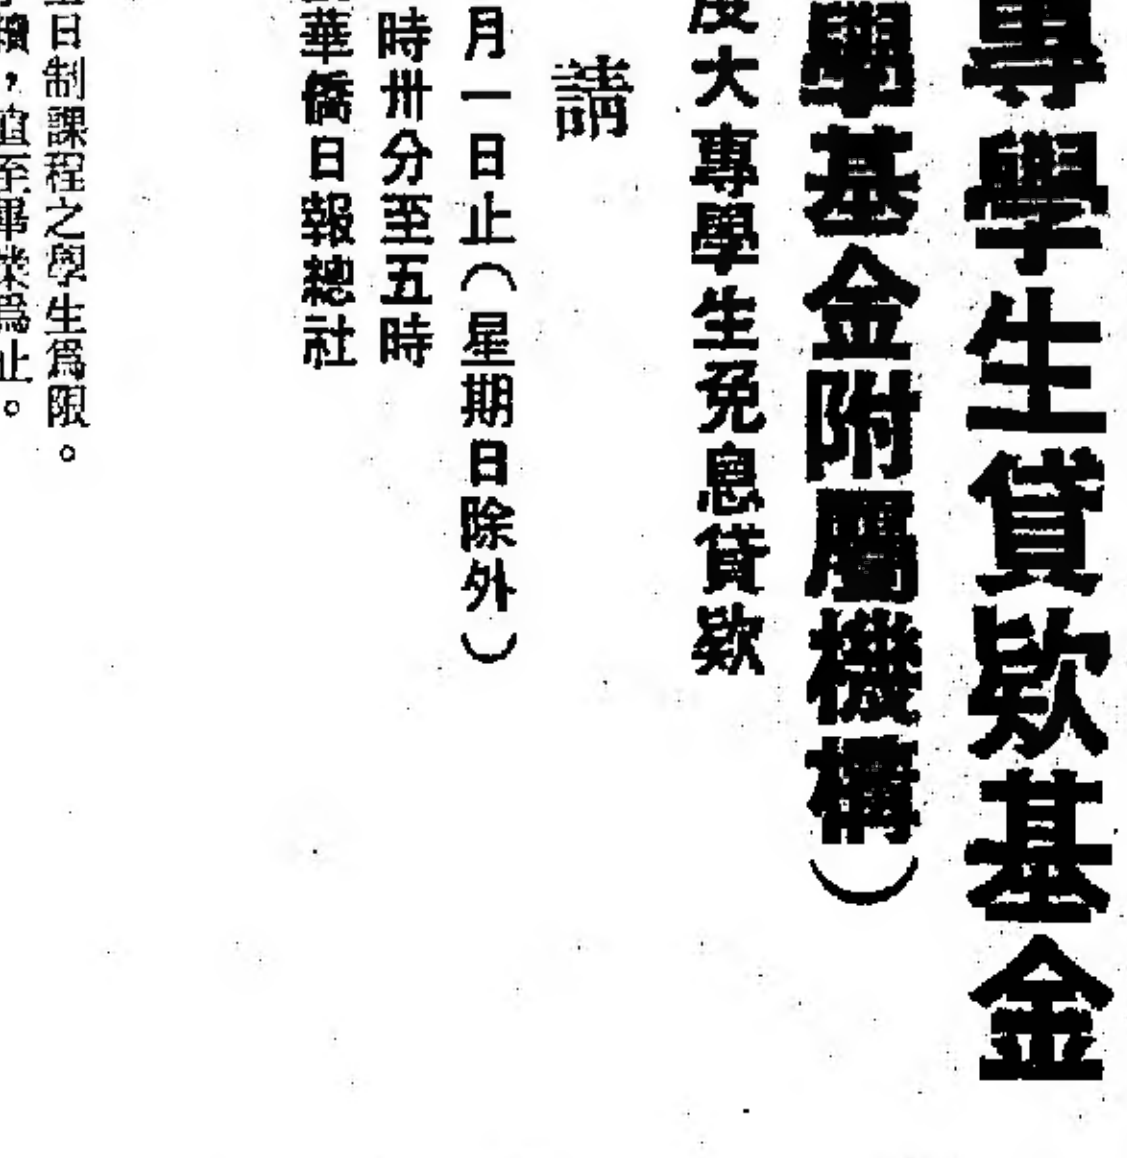 專學生貸欵基金
學基金附屬機構）
度大專學生免息貸欵
請
月一日止（星期日除外）
時卅分至五時
華僑日報總社
日制課程之學生爲限。
續，直至畢業爲止。